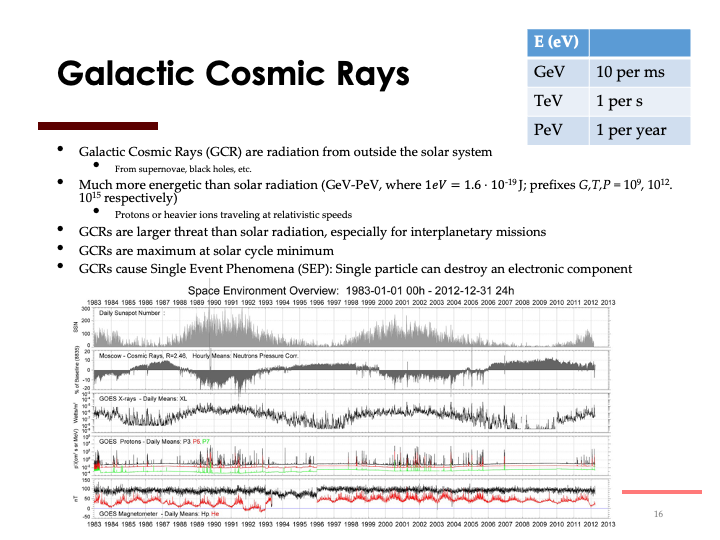 Galactic Cosmic Rays
E (eV)
GeV 10 per ms
TeV 1 per s
PeV 1 per year
• Galactic Cosmic Rays (GCR) are radiation from outside the solar system
• From supernovae, black holes, etc.
• Much more energetic than solar radiation (GeV-PeV, where 1eV = 1.6 · 10⁻¹⁹ J; prefixes G,T,P = 10⁹, 10¹².
10¹⁵ respectively)
• Protons or heavier ions traveling at relativistic speeds
• GCRs are larger threat than solar radiation, especially for interplanetary missions
• GCRs are maximum at solar cycle minimum
• GCRs cause Single Event Phenomena (SEP): Single particle can destroy an electronic component
Space Environment Overview: 1983-01-01 00h - 2012-12-31 24h
1983 1984 1985 1986 1987 1988 1989 1990 1991 1992 1993 1994 1995 1996 1997 1998 1999 2000 2001 2002 2003 2004 2005 2006 2007 2008 2009 2010 2011 2012 2013
Daily Sunspot Number :
SSN
300
200
100
0
Moscow - Cosmic Rays, R=2.46, Hourly Means: Neutrons Pressure Corr.
% of Baseline (8835)
20
10
0
-10
-20
GOES X-rays - Daily Means: XL
Watts/m²
GOES Protons - Daily Means: P3 P5 P7
p⁺/(cm² s sr MeV)
150
100
50
0
-50
nT
GOES Magnetometer - Daily Means: Hp He
1983 1984 1985 1986 1987 1988 1989 1990 1991 1992 1993 1994 1995 1996 1997 1998 1999 2000 2001 2002 2003 2004 2005 2006 2007 2008 2009 2010 2011 2012 2013
16